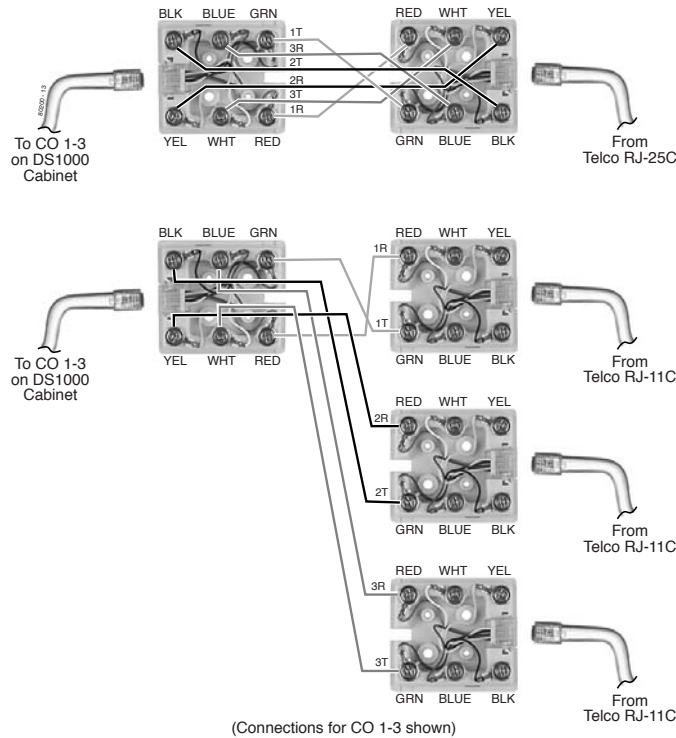 BLK BLUE GRN
RED WHT YEL
1T
3R
2T
2R
3T
1R
80200 - 13
To CO 1-3
on DS1000
Cabinet
YEL WHT RED
GRN BLUE BLK
From
Telco RJ-25C
BLK BLUE GRN
RED WHT YEL
1R
1T
To CO 1-3
on DS1000
Cabinet
YEL WHT RED
GRN BLUE BLK
From
Telco RJ-11C
RED WHT YEL
2R
2T
GRN BLUE BLK
From
Telco RJ-11C
RED WHT YEL
3R
3T
GRN BLUE BLK
From
Telco RJ-11C
(Connections for CO 1-3 shown)